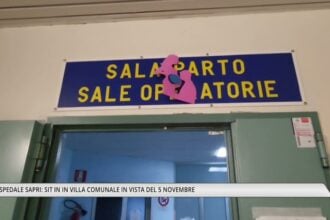 SALA PARTO
SALE OPERATORIE
SPEDALE SAPRI: SIT IN IN VILLA COMUNALE IN VISTA DEL 5 NOVEMBRE